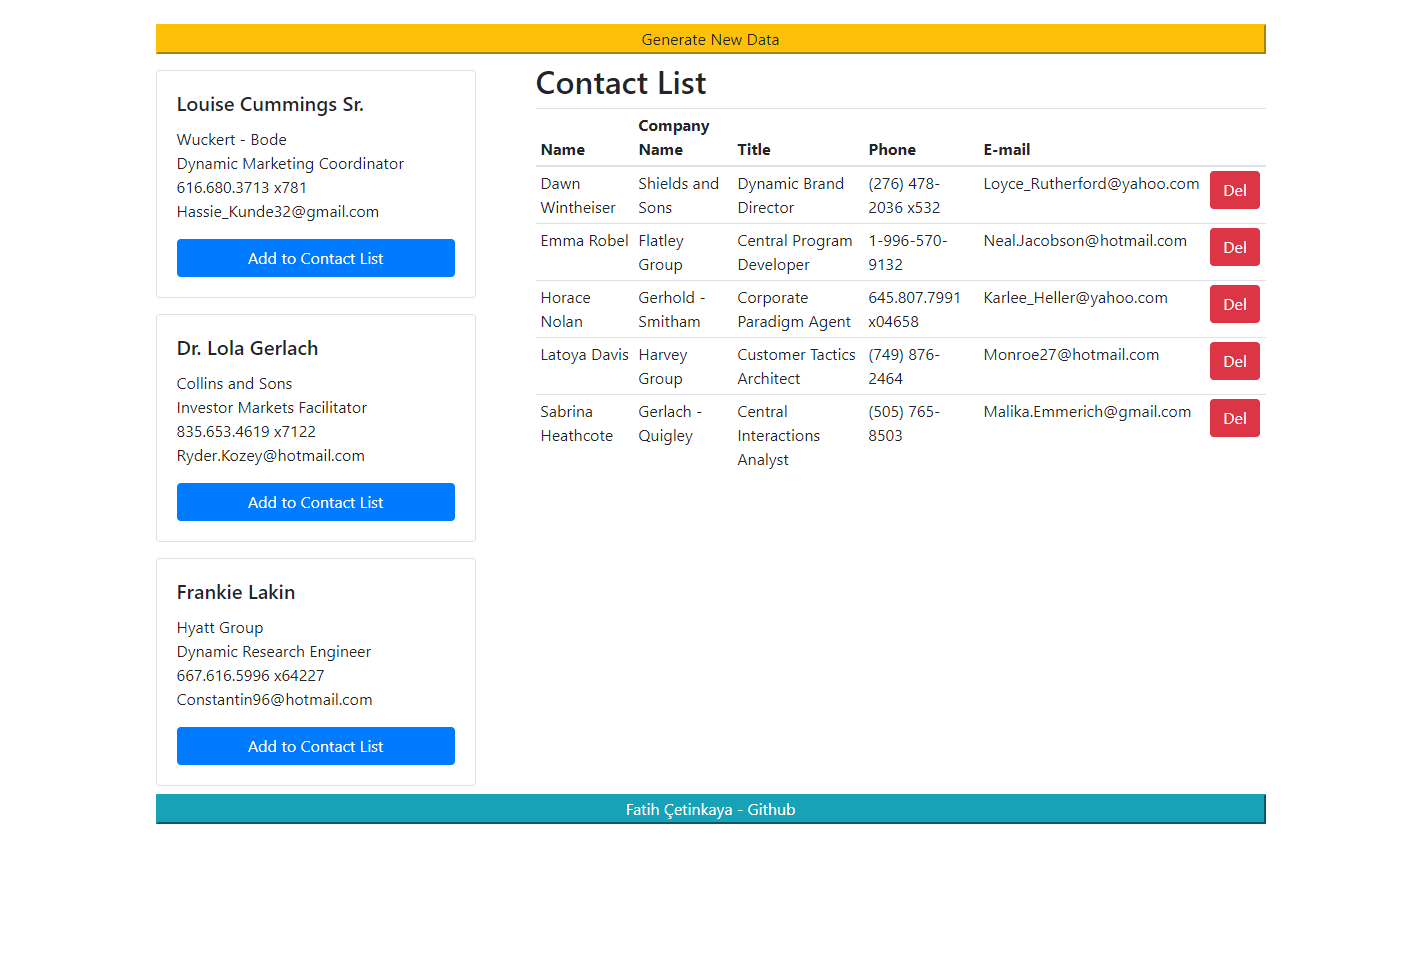 Generate New Data
Louise Cummings Sr.
Wuckert - Bode
Dynamic Marketing Coordinator
616.680.3713 x781
Hassie_Kunde32@gmail.com
Add to Contact List
Dr. Lola Gerlach
Collins and Sons
Investor Markets Facilitator
835.653.4619 x7122
Ryder.Kozey@hotmail.com
Add to Contact List
Frankie Lakin
Hyatt Group
Dynamic Research Engineer
667.616.5996 x64227
Constantin96@hotmail.com
Add to Contact List
Contact List
Company
Name Name Title Phone E-mail
Dawn Shields and Dynamic Brand (276) 478- Loyce_Rutherford@yahoo.com Del
Wintheiser Sons Director 2036 x532
Emma Robel Flatley Central Program 1-996-570- Neal.Jacobson@hotmail.com Del
Group Developer 9132
Horace Gerhold - Corporate 645.807.7991 Karlee_Heller@yahoo.com Del
Nolan Smitham Paradigm Agent x04658
Latoya Davis Harvey Customer Tactics (749) 876- Monroe27@hotmail.com Del
Group Architect 2464
Sabrina Gerlach - Central (505) 765- Malika.Emmerich@gmail.com Del
Heathcote Quigley Interactions 8503
Analyst
Fatih Çetinkaya - Github